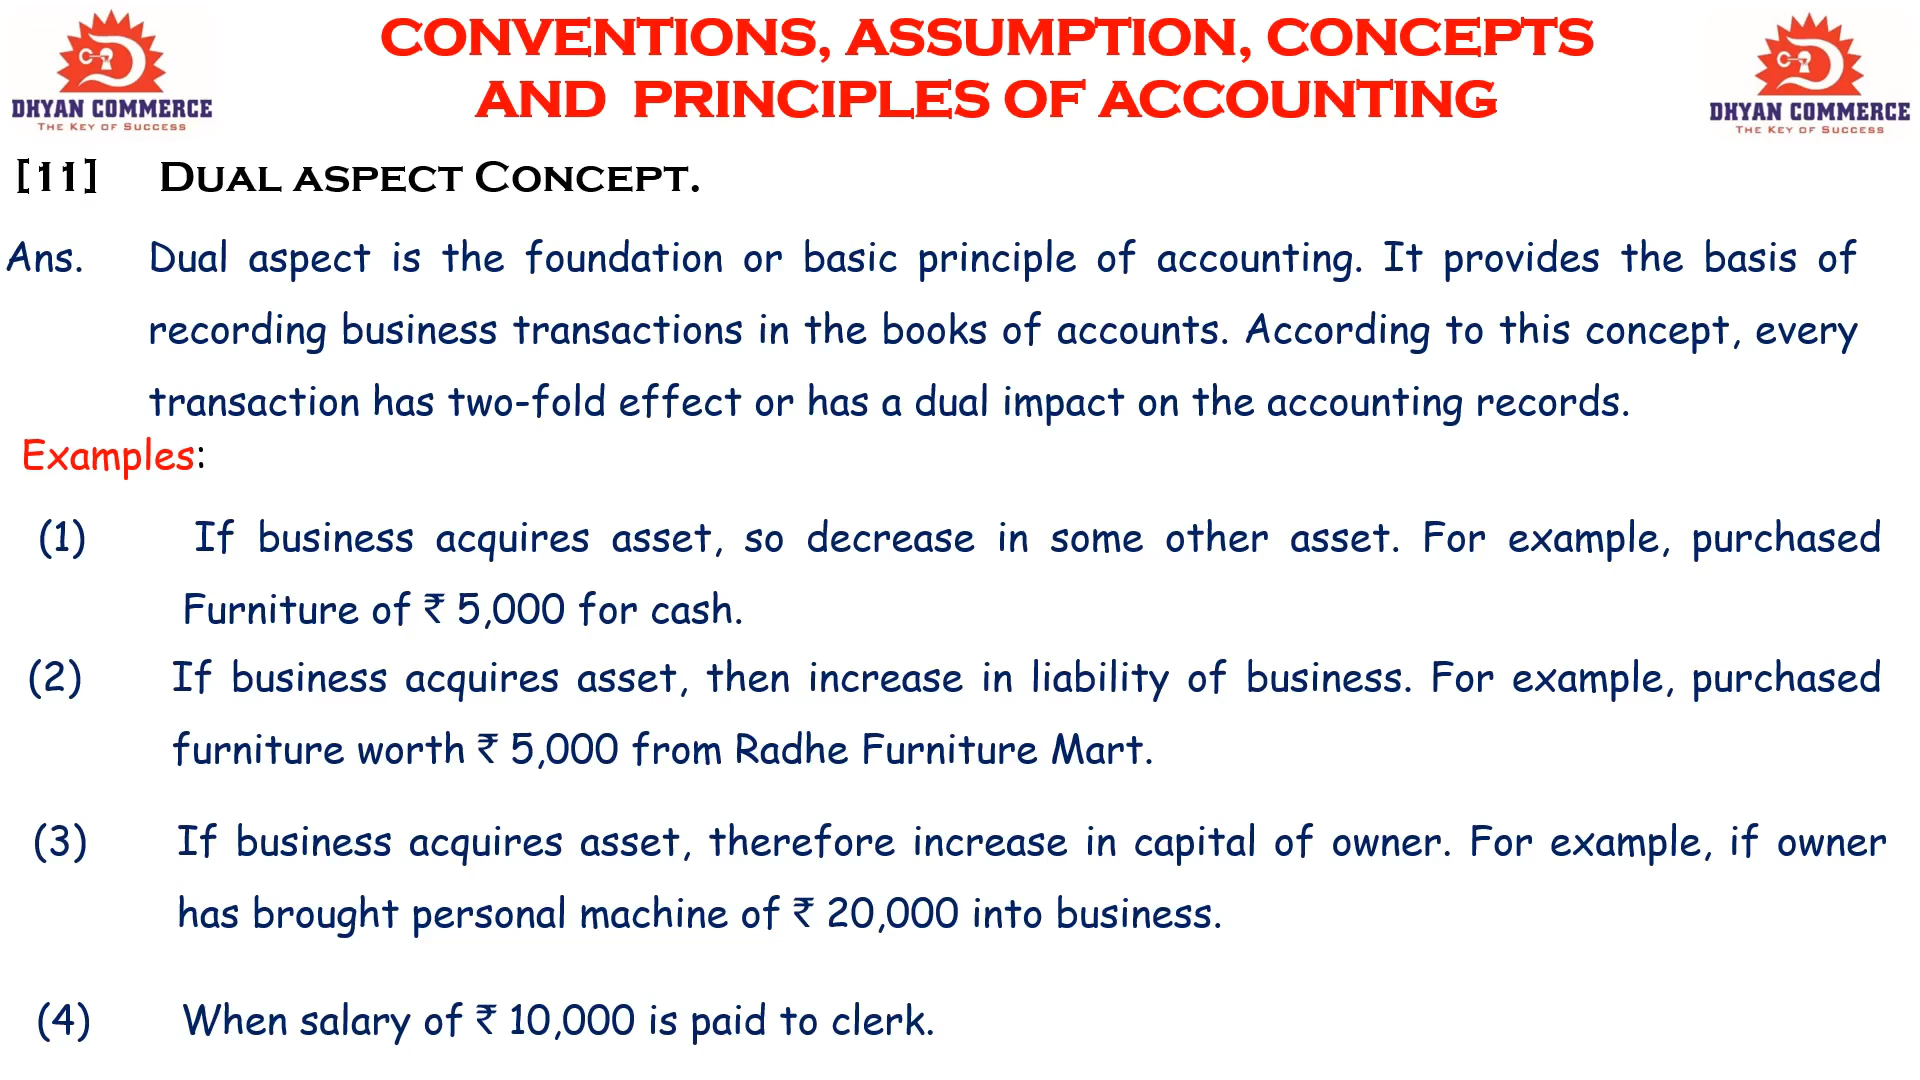 CONVENTIONS, ASSUMPTION, CONCEPTS
AND PRINCIPLES OF ACCOUNTING
DHYAN COMMERCE
THE KEY OF SUCCESS
DHYAN COMMERCE
THE KEY OF SUCCESS
[11] DUAL ASPECT CONCEPT.
Ans. Dual aspect is the foundation or basic principle of accounting. It provides the basis of
recording business transactions in the books of accounts. According to this concept, every
transaction has two-fold effect or has a dual impact on the accounting records.
Examples:
(1) If business acquires asset, so decrease in some other asset. For example, purchased
Furniture of ₹ 5,000 for cash.
(2) If business acquires asset, then increase in liability of business. For example, purchased
furniture worth ₹ 5,000 from Radhe Furniture Mart.
(3) If business acquires asset, therefore increase in capital of owner. For example, if owner
has brought personal machine of ₹ 20,000 into business.
(4) When salary of ₹ 10,000 is paid to clerk.